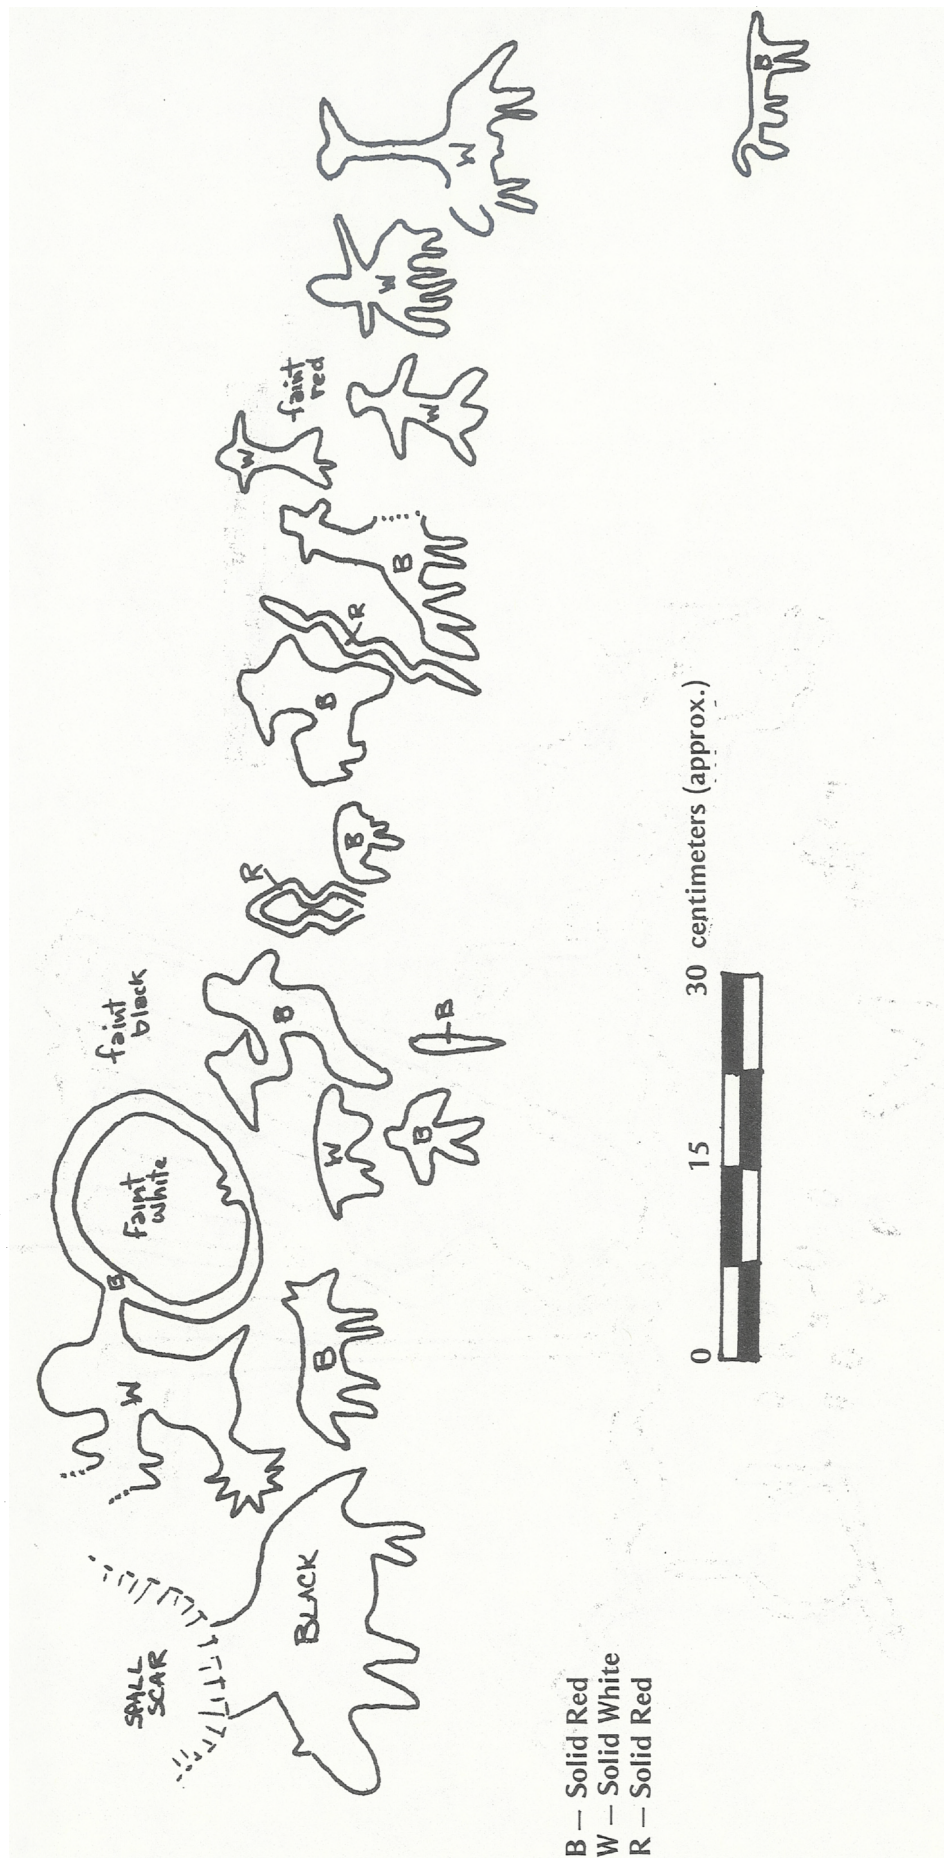 SPALL
SCAR
BLACK
W
B
B
faint
white
W
B
faint
black
B
B
R
B
B
R
B
W
faint
red
W
W
W
B
0 15 30 centimeters (approx.)
B — Solid Red
W — Solid White
R — Solid Red